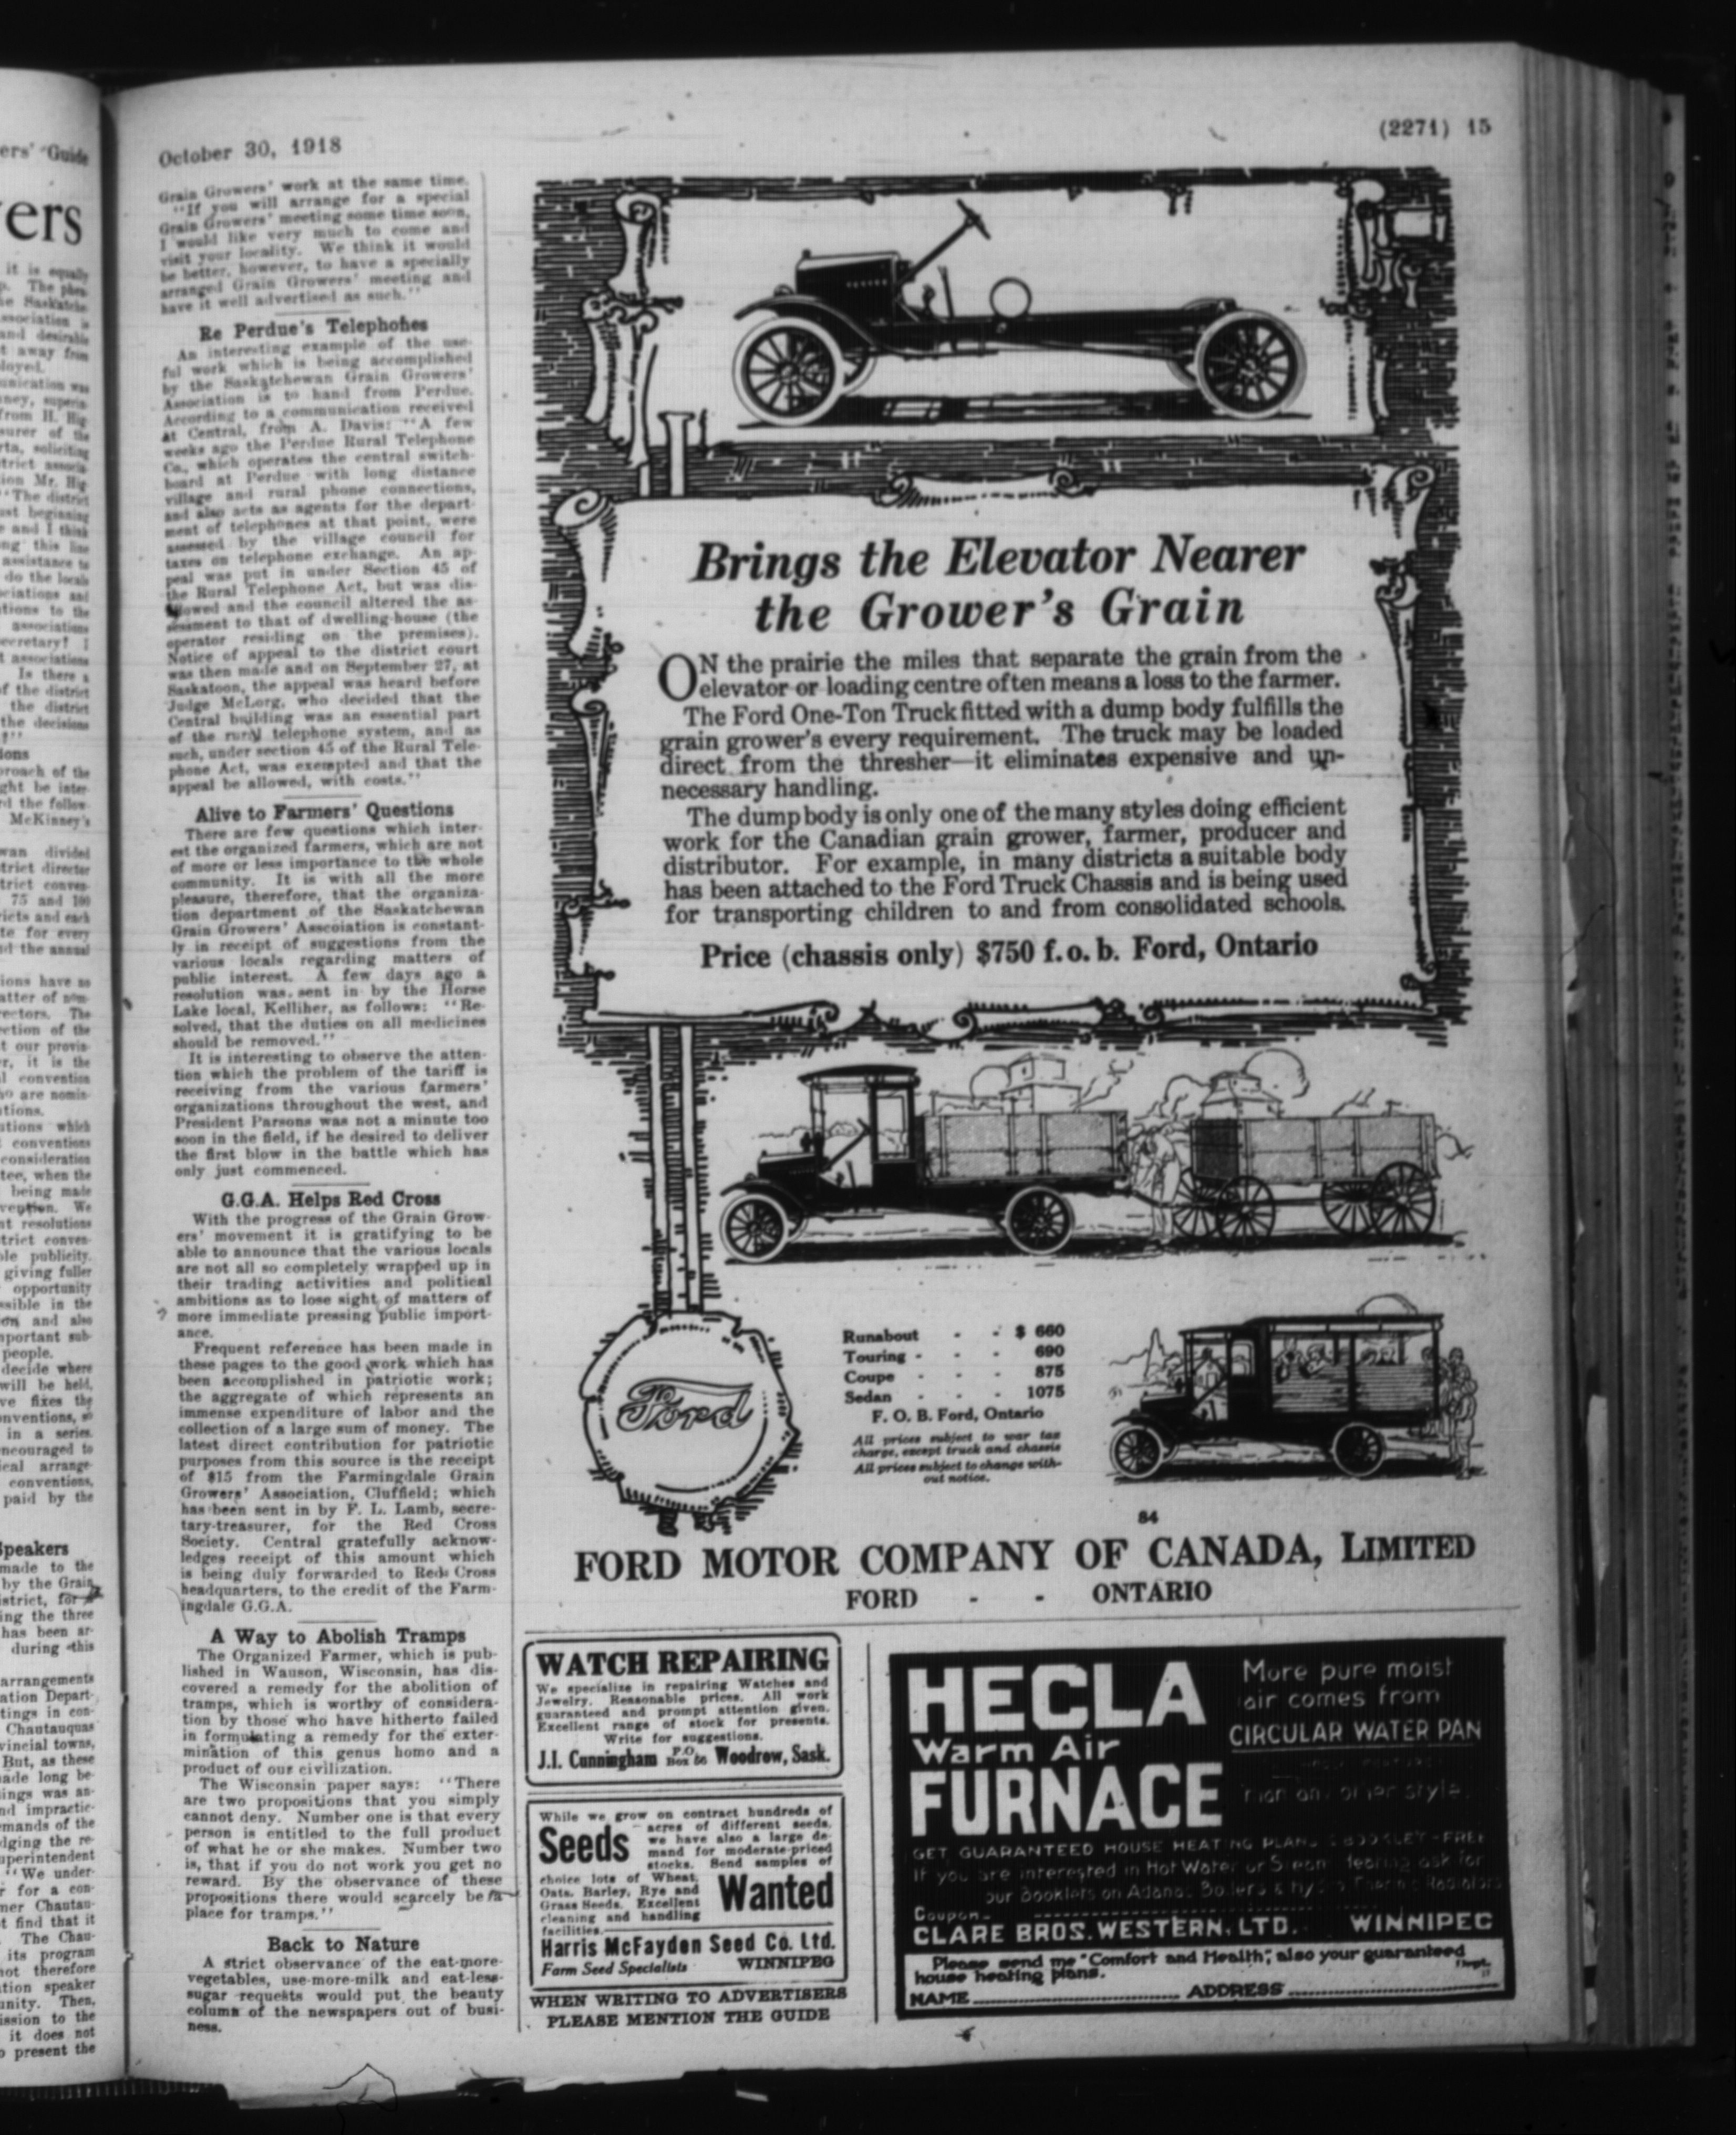 ers' Guide
ers
it is equally
October 30, 1918
(2271) 15
Grain Growers' work at the same time.
"If you will arrange for a special
Grain Growers' meeting some time soon,
I would like very much to come and
visit your locality. We think it would
be better, however, to have a specially
arranged Grain Growers' meeting and
have it well advertised as such."
Re Perdue's Telephones
An interesting example of the use-
ful work which is being accomplished
by the Saskatchewan Grain Growers'
Association is to hand from Perdue.
According to a communication received
at Central, from A. Davis: "A few
weeks ago the Perdue Rural Telephone
Co., which operates the central switch-
board at Perdue with long distance
village and rural phone connections,
and also acts as agents for the depart-
ment of telephones at that point, were
assessed by the village council for
taxes on telephone exchange. An ap-
peal was put in under Section 45 of
the Rural Telephone Act, but was dis-
allowed and the council altered the as-
sessment to that of dwelling-house (the
operator residing on the premises).
Notice of appeal to the district court
was then made and on September 27, at
Saskatoon, the appeal was heard before
Judge McLorg, who decided that the
Central building was an essential part
of the rural telephone system, and as
such, under section 45 of the Rural Tele-
phone Act, was exempted and that the
appeal be allowed, with costs."
Alive to Farmers' Questions
There are few questions which inter-
est the organized farmers, which are not
of more or less importance to the whole
community. It is with all the more
pleasure, therefore, that the organiza-
tion department of the Saskatchewan
Grain Growers' Asscoiation is constant-
ly in receipt of suggestions from the
various locals regarding matters of
public interest. A few days ago a
resolution was sent in by the Horse
Lake local, Kelliher, as follows: "Re-
solved, that the duties on all medicines
should be removed."
It is interesting to observe the atten-
tion which the problem of the tariff is
receiving from the various farmers'
organizations throughout the west, and
President Parsons was not a minute too
soon in the field, if he desired to deliver
the first blow in the battle which has
only just commenced.
G.G.A. Helps Red Cross
With the progress of the Grain Grow-
ers' movement it is gratifying to be
able to announce that the various locals
are not all so completely wrapped up in
their trading activities and political
ambitions as to lose sight of matters of
more immediate pressing public import-
ance.
Frequent reference has been made in
these pages to the good work which has
been accomplished in patriotic work;
the aggregate of which represents an
immense expenditure of labor and the
collection of a large sum of money. The
latest direct contribution for patriotic
purposes from this source is the receipt
of $15 from the Farmingdale Grain
Growers' Association, Cluffield; which
has been sent in by F. L. Lamb, secre-
tary-treasurer, for the Red Cross
Society. Central gratefully acknow-
ledges receipt of this amount which
is being duly forwarded to Red Cross
headquarters, to the credit of the Farm-
ingdale G.G.A.
A Way to Abolish Tramps
The Organized Farmer, which is pub-
lished in Wauson, Wisconsin, has dis-
covered a remedy for the abolition of
tramps, which is worthy of considera-
tion by those who have hitherto failed
in formulating a remedy for the exter-
mination of this genus homo and a
product of our civilization.
The Wisconsin paper says: "There
are two propositions that you simply
cannot deny. Number one is that every
person is entitled to the full product
of what he or she makes. Number two
is, that if you do not work you get no
reward. By the observance of these
propositions there would scarcely be a
place for tramps."
Back to Nature
A strict observance of the eat-more-
vegetables, use-more-milk and eat-less-
sugar requests would put the beauty
column of the newspapers out of busi-
ness.
Brings the Elevator Nearer
the Grower's Grain
ON the prairie the miles that separate the grain from the
elevator or loading centre often means a loss to the farmer.
The Ford One-Ton Truck fitted with a dump body fulfills the
grain grower's every requirement. The truck may be loaded
direct from the thresher—it eliminates expensive and un-
necessary handling.
The dump body is only one of the many styles doing efficient
work for the Canadian grain grower, farmer, producer and
distributor. For example, in many districts a suitable body
has been attached to the Ford Truck Chassis and is being used
for transporting children to and from consolidated schools.
Price (chassis only) $750 f. o. b. Ford, Ontario
Ford
Runabout - - $ 660
Touring - - - 690
Coupe - - - 875
Sedan - - - 1075
F. O. B. Ford, Ontario
All prices subject to war tax
charge, except truck and chassis
All prices subject to change with-
out notice.
84
FORD MOTOR COMPANY OF CANADA, LIMITED
FORD - - ONTARIO
WATCH REPAIRING
We specialize in repairing Watches and
Jewelry. Reasonable prices. All work
guaranteed and prompt attention given.
Excellent range of stock for presents.
Write for suggestions.
J.I. Cunningham P.O. Box 56 Woodrow, Sask.
While we grow on contract hundreds of
Seeds acres of different seeds,
we have also a large de-
mand for moderate-priced
stocks. Send samples of
choice lots of Wheat,
Oats, Barley, Rye and
Grass Seeds. Excellent
cleaning and handling
facilities.
Wanted
Harris McFayden Seed Co. Ltd.
Farm Seed Specialists WINNIPEG
WHEN WRITING TO ADVERTISERS
PLEASE MENTION THE GUIDE
HECLA
Warm Air
FURNACE
More pure moist
air comes from
CIRCULAR WATER PAN
than any other style.
GET GUARANTEED HOUSE HEATING PLANS & BOOKLET-FREE
If you are interested in Hot Water or Steam Heating ask for
our Booklets on Adanac Boilers & Hydro Thermic Radiators
Coupon
CLARE BROS. WESTERN, LTD. WINNIPEG
Please send me "Comfort and Health", also your guaranteed
house heating plans.
Dept.
NAME ADDRESS